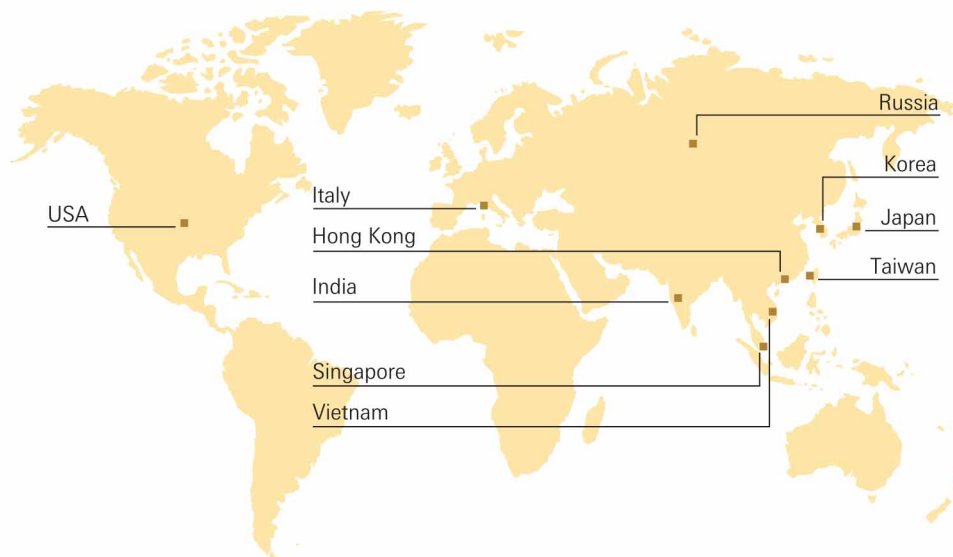 Russia
Korea
Italy
USA
Japan
Hong Kong
Taiwan
India
Singapore
Vietnam